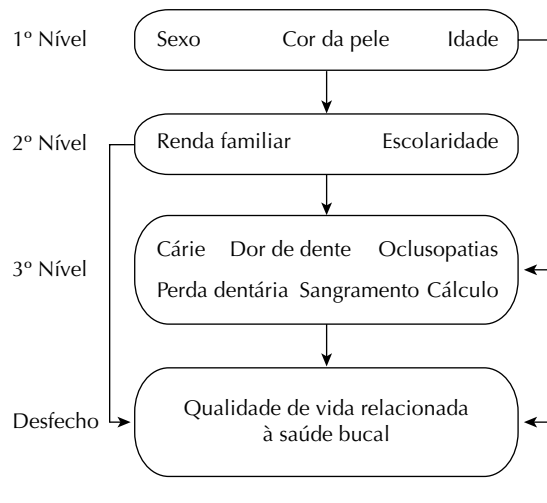 1º Nível Sexo Cor da pele Idade
2º Nível Renda familiar Escolaridade
Cárie Dor de dente Oclusopatias
3º Nível
Perda dentária Sangramento Cálculo
Qualidade de vida relacionada
Desfecho
à saúde bucal